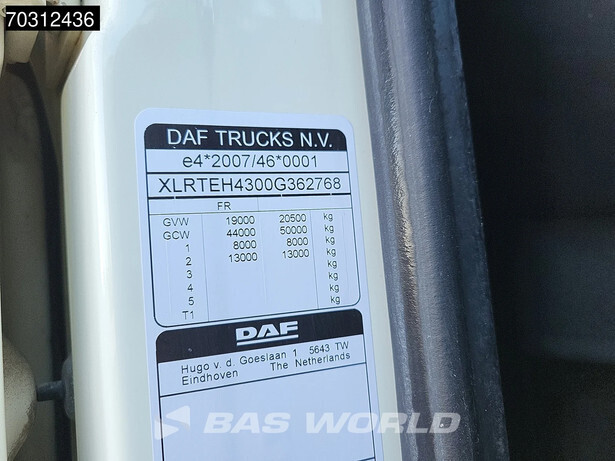 70312436
DAF TRUCKS N.V.
e4*2007/46*0001
XLRTEH4300G362768
FR
GVW 19000 20500 kg
GCW 44000 50000 kg
1 8000 8000 kg
2 13000 13000 kg
3 kg
4 kg
5 kg
T1 kg
DAF
Hugo v. d. Goeslaan 1 5643 TW
Eindhoven The Netherlands
BAS WORLD